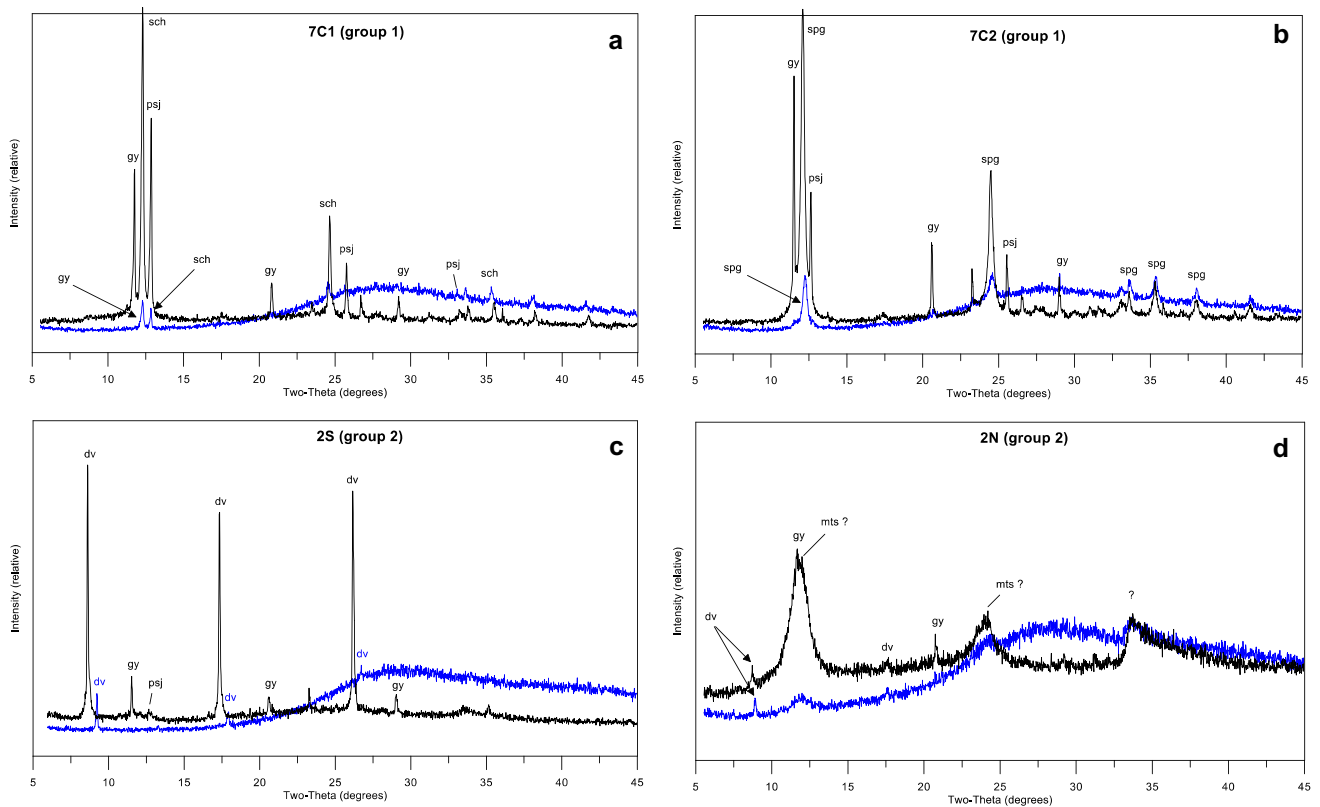 7C1 (group 1)
a
sch
psj
gy
sch
gy
gy
sch
psj
gy
psj
sch
Intensity (relative)
5 10 15 20 25 30 35 40 45
Two-Theta (degrees)
7C2 (group 1)
b
spg
gy
psj
spg
gy
spg
psj
gy
spg
spg
spg
Intensity (relative)
5 10 15 20 25 30 35 40 45
Two-Theta (degrees)
2S (group 2)
c
dv
dv
dv
gy
psj
dv
dv
gy
dv
gy
Intensity (relative)
5 10 15 20 25 30 35 40 45
Two-Theta (degrees)
2N (group 2)
d
mts ?
gy
mts ?
?
dv
gy
dv
Intensity (relative)
5 10 15 20 25 30 35 40 45
Two-Theta (degrees)